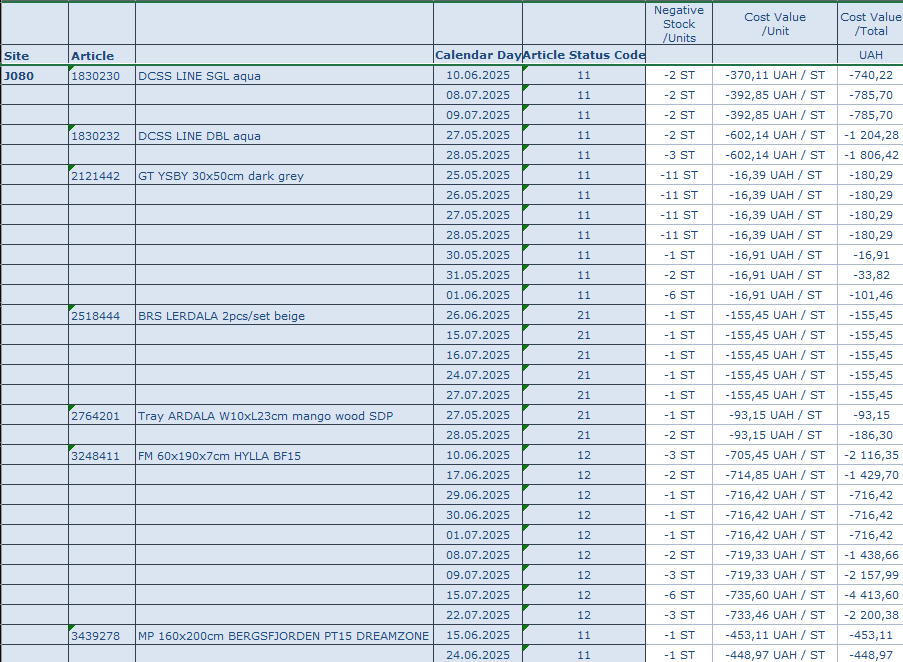 Negative Stock /Units Cost Value /Unit Cost Value /Total
Site Article Calendar Day Article Status Code UAH
J080 1830230 DCSS LINE SGL aqua 10.06.2025 11 -2 ST -370,11 UAH / ST -740,22
08.07.2025 11 -2 ST -392,85 UAH / ST -785,70
09.07.2025 11 -2 ST -392,85 UAH / ST -785,70
1830232 DCSS LINE DBL aqua 27.05.2025 11 -2 ST -602,14 UAH / ST -1 204,28
28.05.2025 11 -3 ST -602,14 UAH / ST -1 806,42
2121442 GT YSBY 30x50cm dark grey 25.05.2025 11 -11 ST -16,39 UAH / ST -180,29
26.05.2025 11 -11 ST -16,39 UAH / ST -180,29
27.05.2025 11 -11 ST -16,39 UAH / ST -180,29
28.05.2025 11 -11 ST -16,39 UAH / ST -180,29
30.05.2025 11 -1 ST -16,91 UAH / ST -16,91
31.05.2025 11 -2 ST -16,91 UAH / ST -33,82
01.06.2025 11 -6 ST -16,91 UAH / ST -101,46
2518444 BRS LERDALA 2pcs/set beige 26.06.2025 21 -1 ST -155,45 UAH / ST -155,45
15.07.2025 21 -1 ST -155,45 UAH / ST -155,45
16.07.2025 21 -1 ST -155,45 UAH / ST -155,45
24.07.2025 21 -1 ST -155,45 UAH / ST -155,45
27.07.2025 21 -1 ST -155,45 UAH / ST -155,45
2764201 Tray ARDALA W10xL23cm mango wood SDP 27.05.2025 21 -1 ST -93,15 UAH / ST -93,15
28.05.2025 21 -2 ST -93,15 UAH / ST -186,30
3248411 FM 60x190x7cm HYLLA BF15 10.06.2025 12 -3 ST -705,45 UAH / ST -2 116,35
17.06.2025 12 -2 ST -714,85 UAH / ST -1 429,70
29.06.2025 12 -1 ST -716,42 UAH / ST -716,42
30.06.2025 12 -1 ST -716,42 UAH / ST -716,42
01.07.2025 12 -1 ST -716,42 UAH / ST -716,42
08.07.2025 12 -2 ST -719,33 UAH / ST -1 438,66
09.07.2025 12 -3 ST -719,33 UAH / ST -2 157,99
15.07.2025 12 -6 ST -735,60 UAH / ST -4 413,60
22.07.2025 12 -3 ST -733,46 UAH / ST -2 200,38
3439278 MP 160x200cm BERGSFJORDEN PT15 DREAMZONE 15.06.2025 11 -1 ST -453,11 UAH / ST -453,11
24.06.2025 11 -1 ST -448,97 UAH / ST -448,97